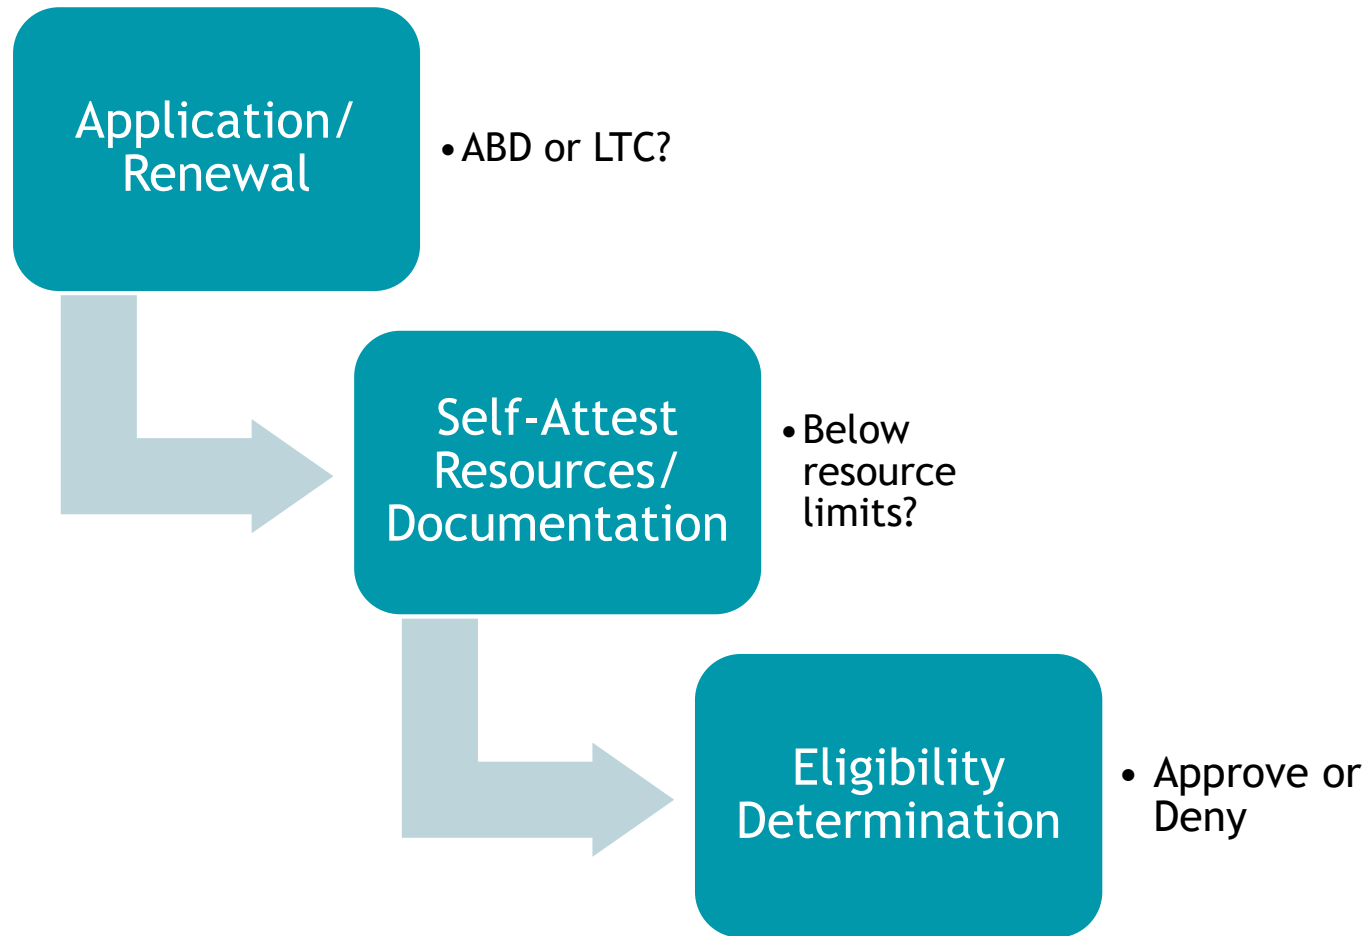 Application/
Renewal
• ABD or LTC?
Self-Attest
Resources/
Documentation
• Below
resource
limits?
Eligibility
Determination
• Approve or
Deny